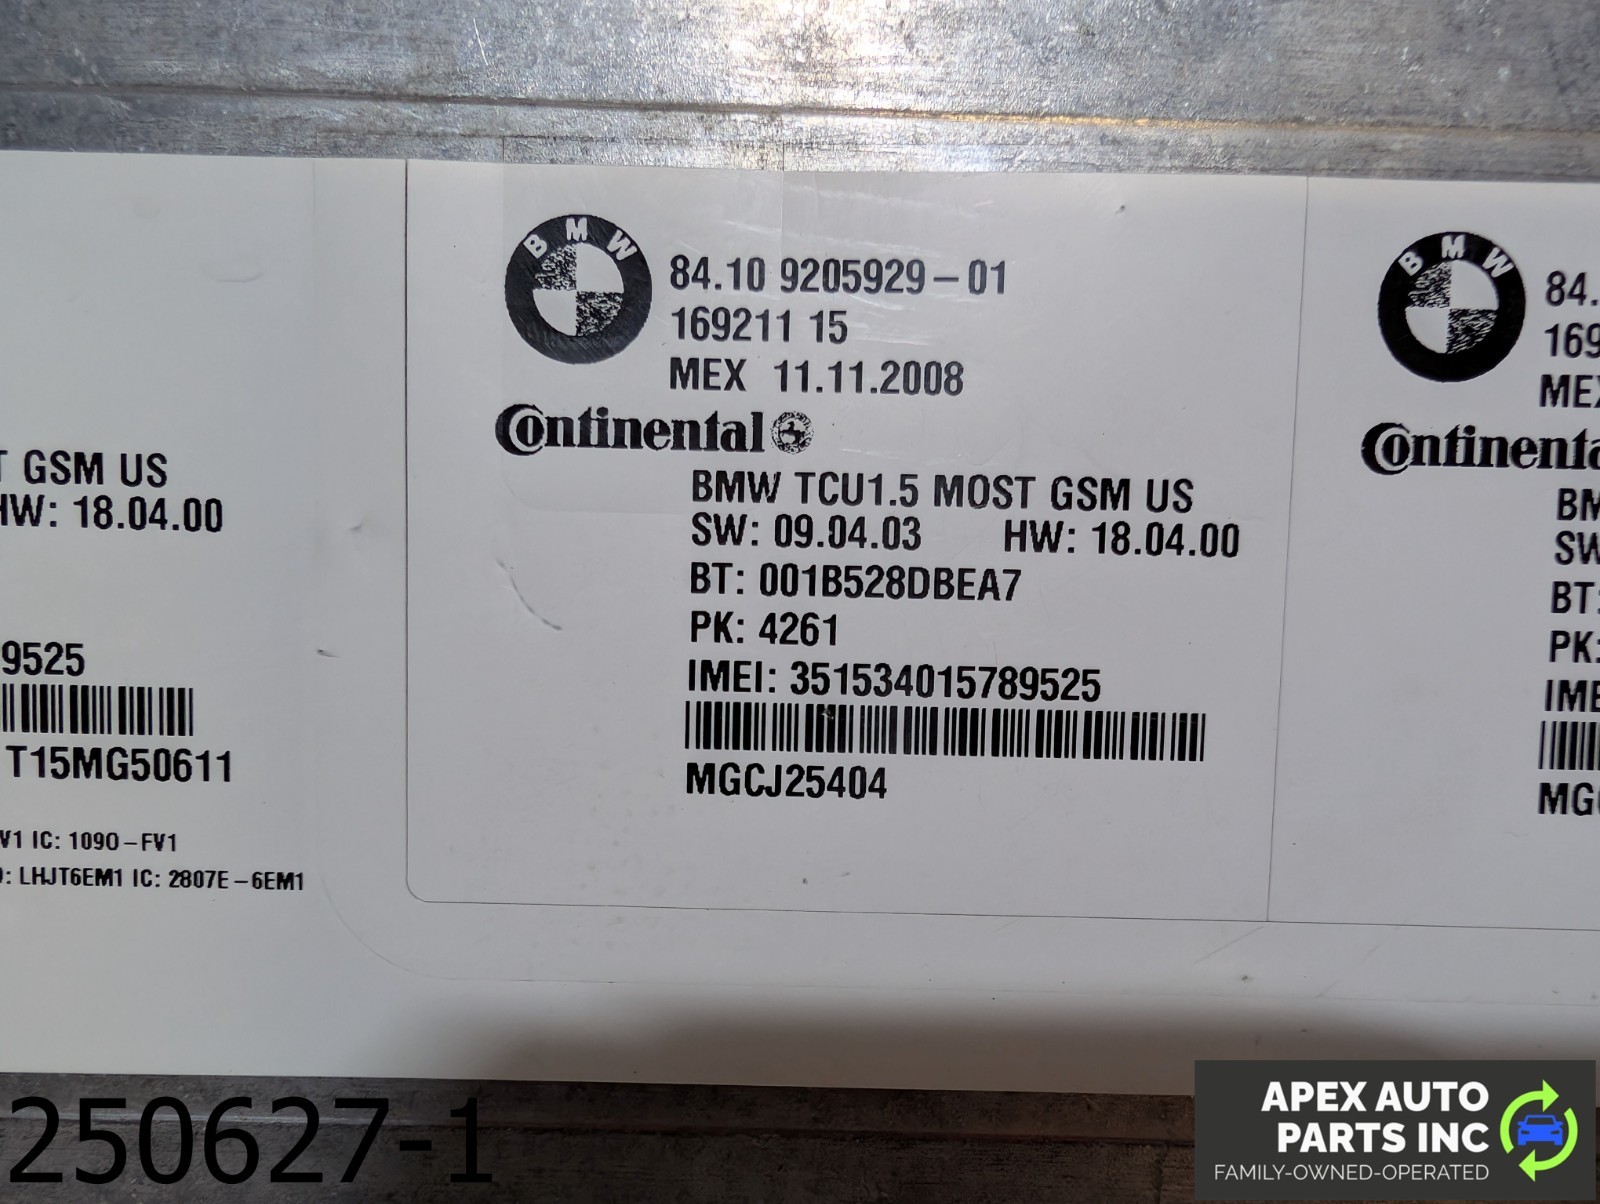 T GSM US
HW: 18.04.00
9525
T15MG50611
V1 IC: 1090-FV1
D: LHJT6EM1 IC: 2807E-6EM1
BMW
84.10 9205929-01
169211 15
MEX 11.11.2008
Continental
BMW TCU1.5 MOST GSM US
SW: 09.04.03 HW: 18.04.00
BT: 001B528DBEA7
PK: 4261
IMEI: 351534015789525
MGCJ25404
BMW
84.
169
MEX
Continenta
BM
SW
BT:
PK:
IME
MG
250627-1
APEX AUTO
PARTS INC
FAMILY-OWNED-OPERATED